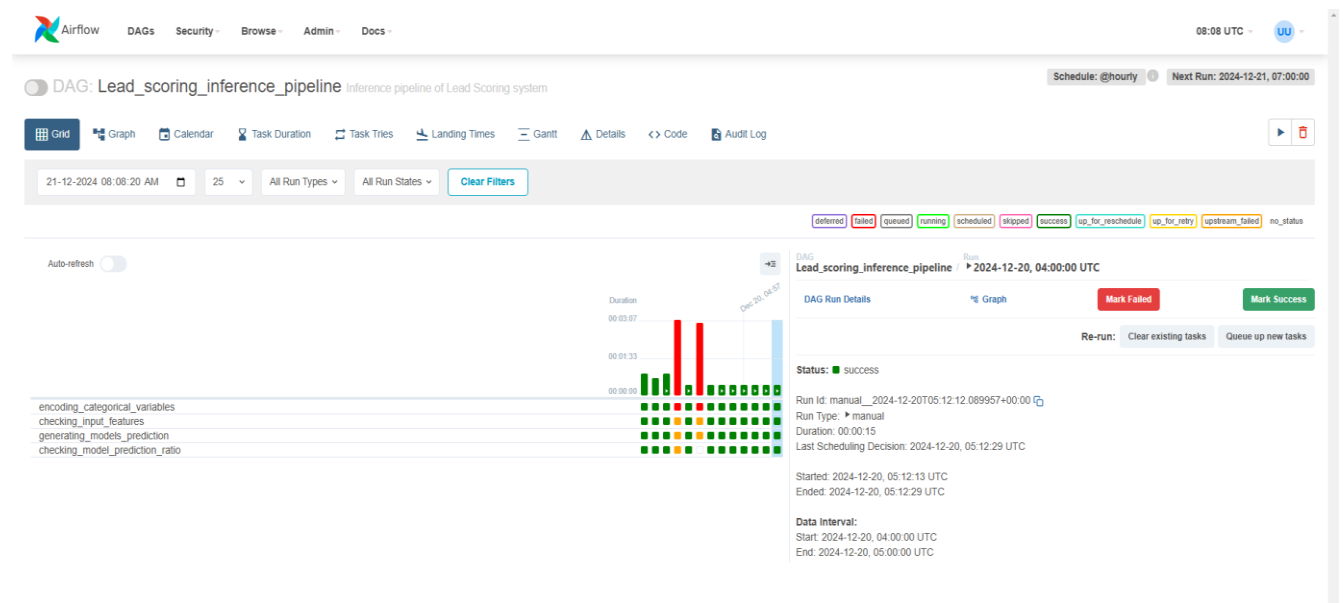 Airflow DAGs Security Browse Admin Docs 08:08 UTC UU
DAG: Lead_scoring_inference_pipeline Inference pipeline of Lead Scoring system Schedule: @hourly i Next Run: 2024-12-21, 07:00:00
Grid Graph Calendar Task Duration Task Tries Landing Times Gantt Details <> Code Audit Log
21-12-2024 08:08:20 AM 25 All Run Types All Run States Clear Filters
deferred failed queued running scheduled skipped success up_for_reschedule up_for_retry upstream_failed no_status
Auto-refresh
Duration
Dec 20, 04:57
00:03:07
00:01:33
00:00:00
encoding_categorical_variables
checking_input_features
generating_models_prediction
checking_model_prediction_ratio
DAG Run
Lead_scoring_inference_pipeline / 2024-12-20, 04:00:00 UTC
DAG Run Details Graph Mark Failed Mark Success
Re-run: Clear existing tasks Queue up new tasks
Status: success
Run Id: manual__2024-12-20T05:12:12.089957+00:00
Run Type: manual
Duration: 00:00:15
Last Scheduling Decision: 2024-12-20, 05:12:29 UTC
Started: 2024-12-20, 05:12:13 UTC
Ended: 2024-12-20, 05:12:29 UTC
Data Interval:
Start: 2024-12-20, 04:00:00 UTC
End: 2024-12-20, 05:00:00 UTC